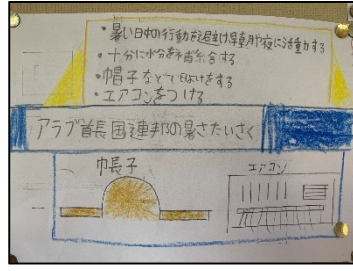 ・暑い日中の行動を避け早朝や夜に活動する
・十分に水分を補給する
・帽子などで日よけをする
・エアコンをつける
アラブ首長国連邦の暑さたいさく
帽子
エアコン